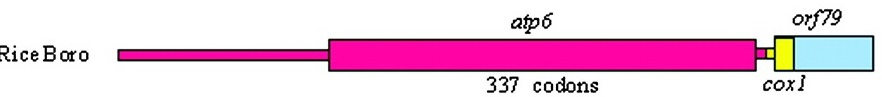 atp6
orf79
Rice Boro
337 codons
cox1